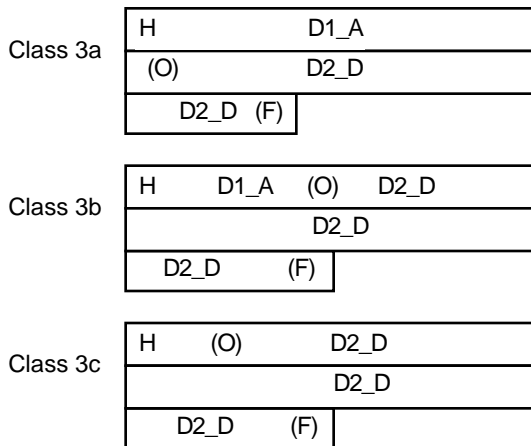 Class 3a
H D1_A
(O) D2_D
D2_D (F)
Class 3b
H D1_A (O) D2_D
D2_D
D2_D (F)
Class 3c
H (O) D2_D
D2_D
D2_D (F)